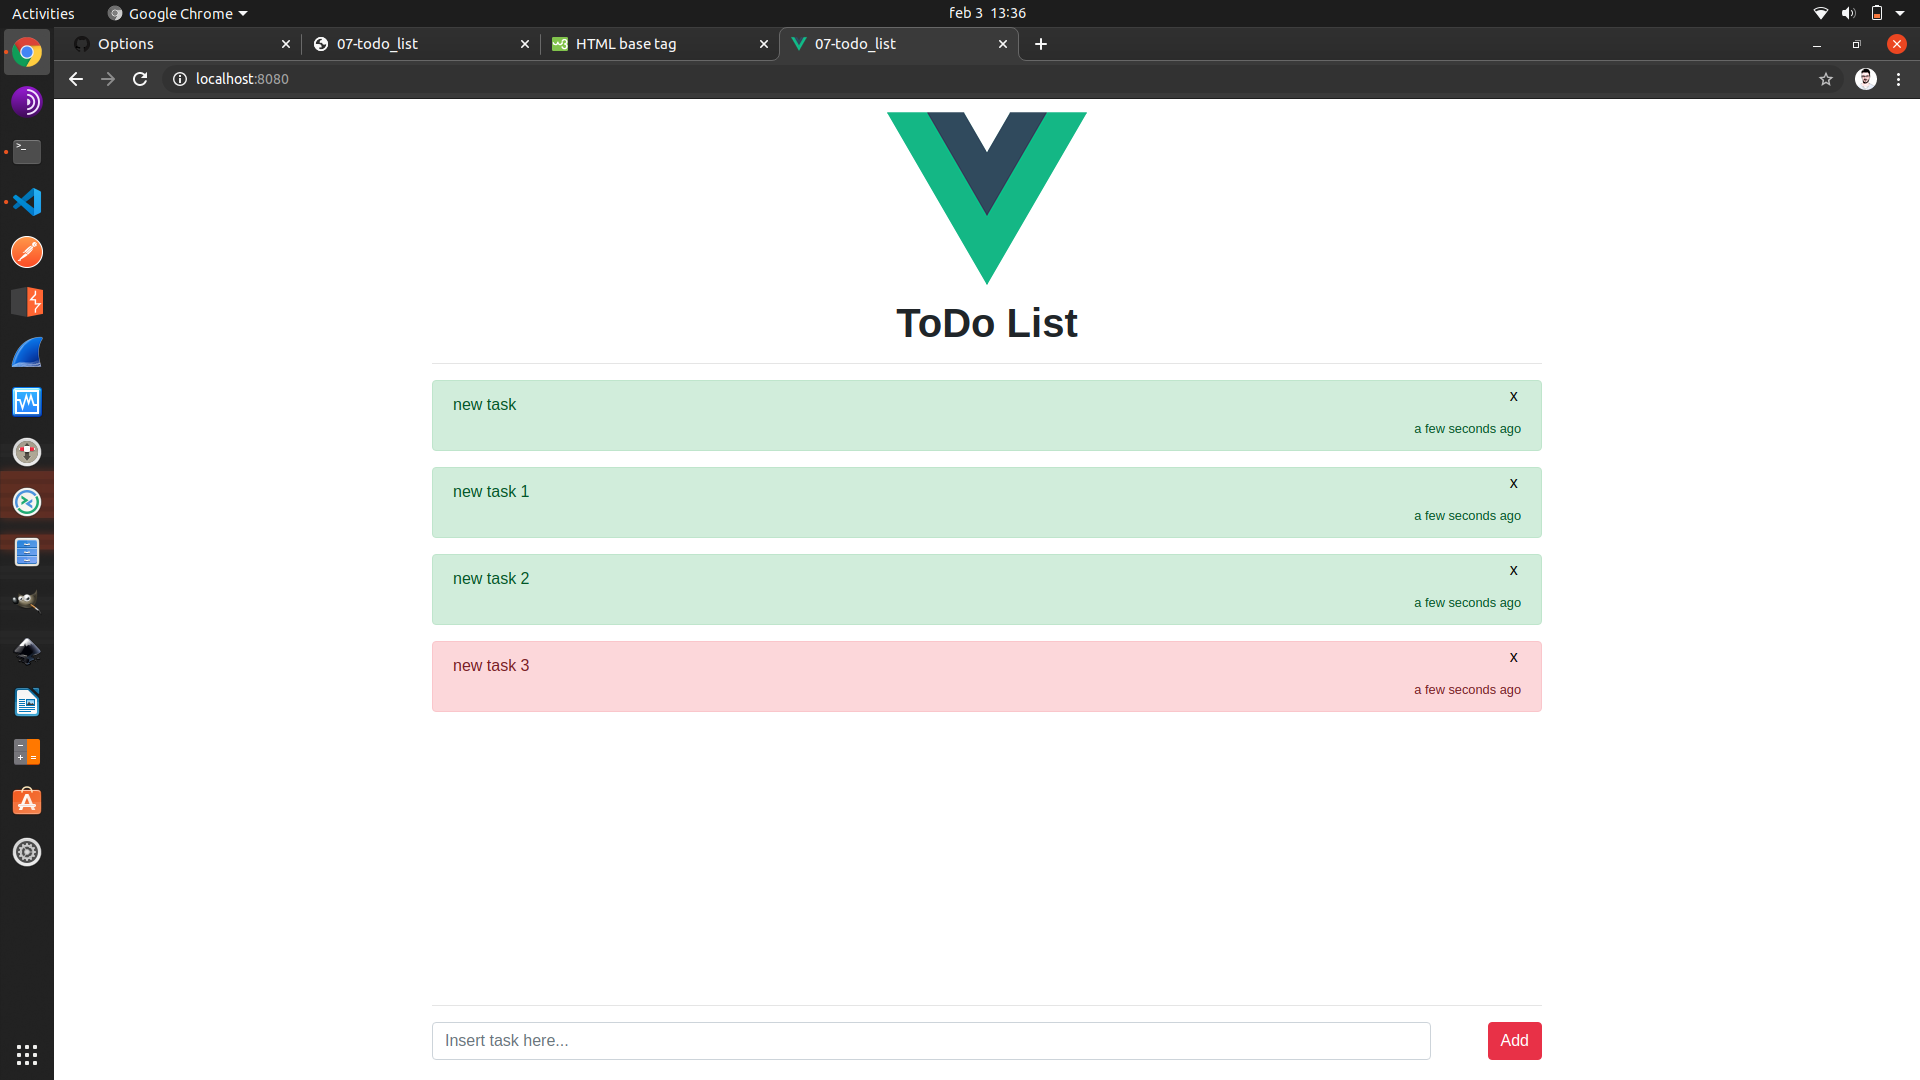 Activities
Google Chrome
feb 3 13:36
Options
07-todo_list
HTML base tag
07-todo_list
localhost:8080
ToDo List
new task
x
a few seconds ago
new task 1
x
a few seconds ago
new task 2
x
a few seconds ago
new task 3
x
a few seconds ago
Insert task here...
Add